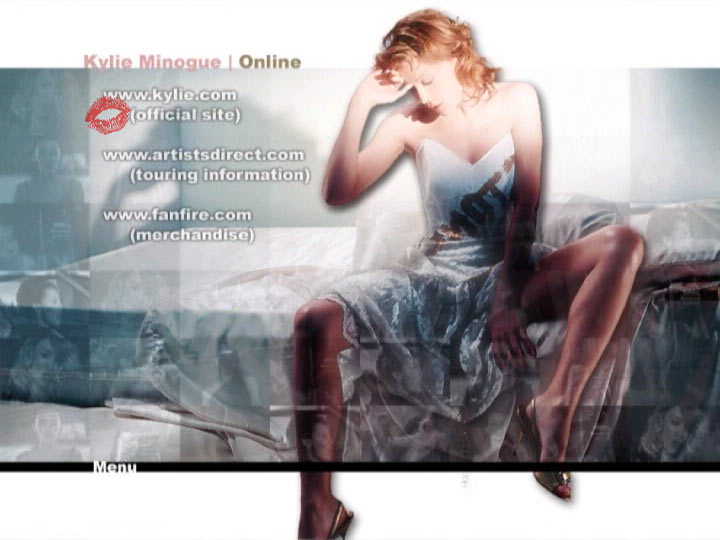 Kylie Minogue | Online
www.kylie.com
(official site)
www.artistsdirect.com
(touring information)
www.fanfire.com
(merchandise)
Menu